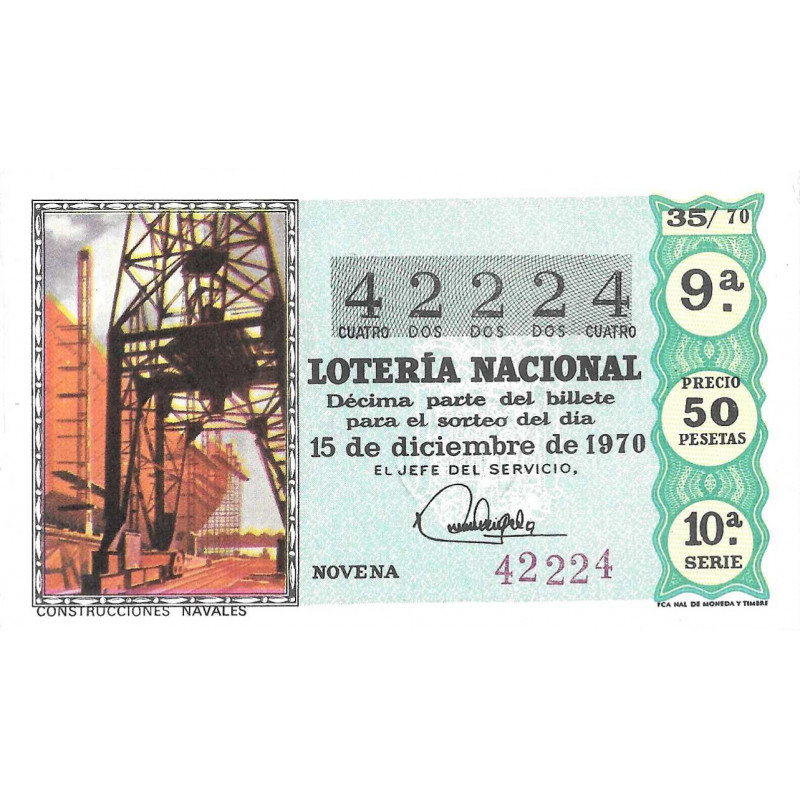 CONSTRUCCIONES NAVALES
4 2 2 2 4
CUATRO DOS DOS DOS CUATRO
LOTERÍA NACIONAL
Décima parte del billete
para el sorteo del día
15 de diciembre de 1970
EL JEFE DEL SERVICIO,
NOVENA 42224
35/70
9.ª
PRECIO
50
PESETAS
10.ª
SERIE
FCA NAL DE MONEDA Y TIMBRE